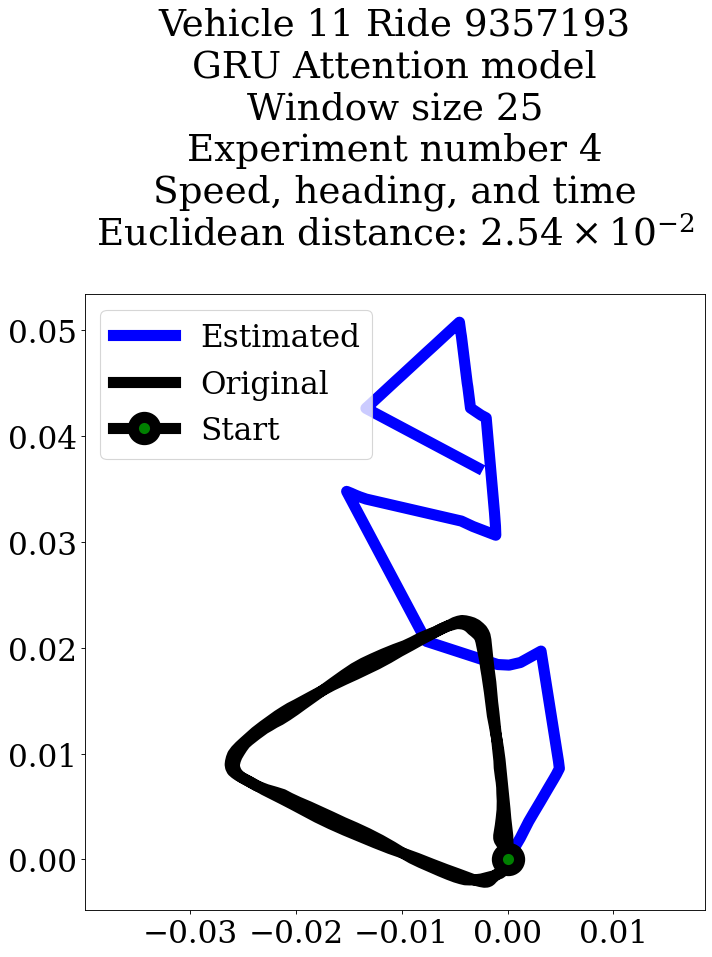 Vehicle 11 Ride 9357193
GRU Attention model
Window size 25
Experiment number 4
Speed, heading, and time
Euclidean distance: 2.54 × 10⁻²
Estimated
Original
Start
0.05
0.04
0.03
0.02
0.01
0.00
−0.03 −0.02 −0.01 0.00 0.01